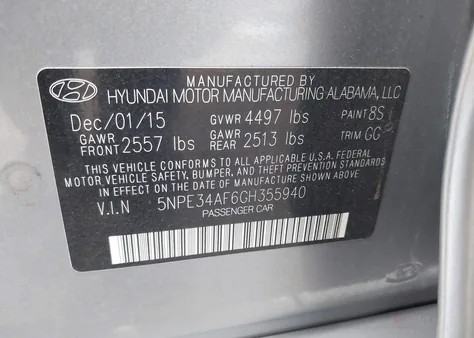 MANUFACTURED BY
HYUNDAI MOTOR MANUFACTURING ALABAMA, LLC
Dec/01/15 GVWR 4497 lbs PAINT 8S
GAWR FRONT 2557 lbs GAWR REAR 2513 lbs TRIM GG
THIS VEHICLE CONFORMS TO ALL APPLICABLE U.S.A. FEDERAL
MOTOR VEHICLE SAFETY, BUMPER, AND THEFT PREVENTION STANDARDS
IN EFFECT ON THE DATE OF MANUFACTURE SHOWN ABOVE.
V.I.N 5NPE34AF6GH355940
PASSENGER CAR